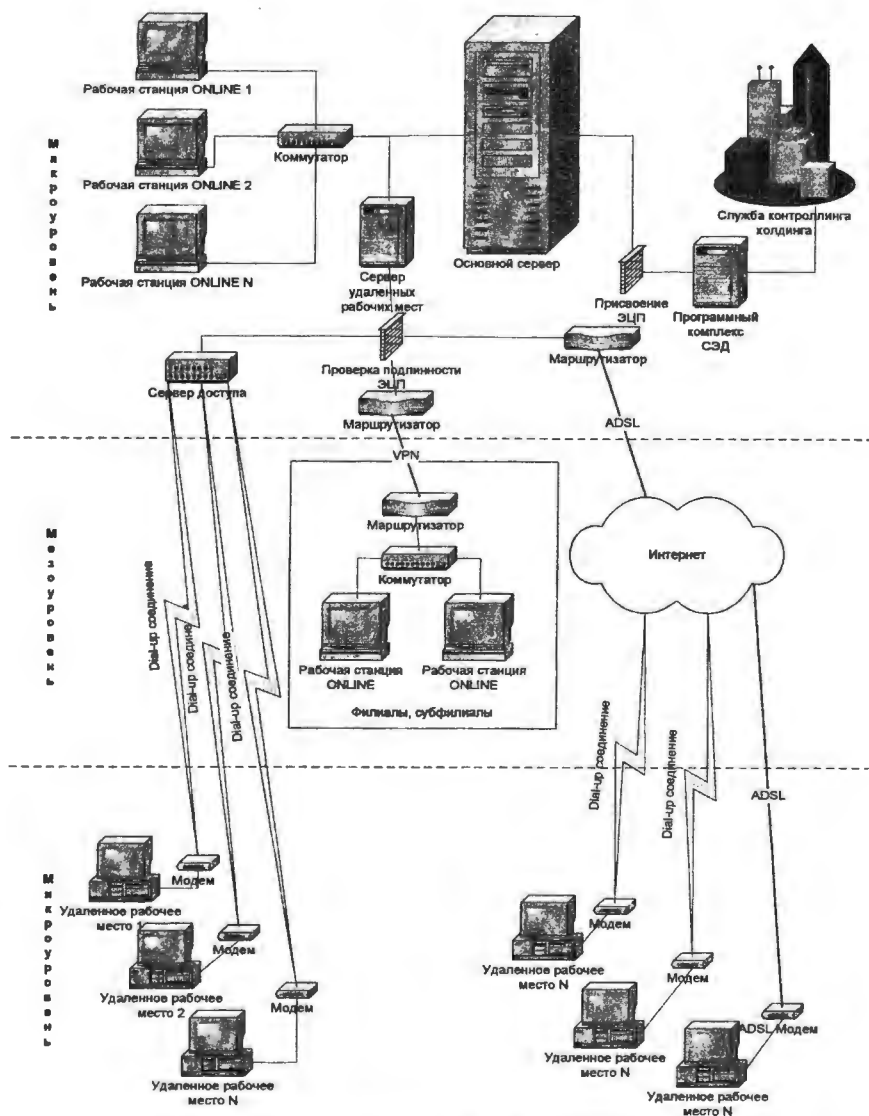 Макроуровень
Рабочая станция ONLINE 1
Рабочая станция ONLINE 2
Рабочая станция ONLINE N
Коммутатор
Сервер
удаленных
рабочих мест
Основной сервер
Служба контроллинга
холдинга
Присвоение
ЭЦП
Программный
комплекс
СЭД
Маршрутизатор
Проверка подлинности
ЭЦП
Сервер доступа
Маршрутизатор
ADSL
Мезоуровень
VPN
Маршрутизатор
Коммутатор
Рабочая станция
ONLINE
Рабочая станция
ONLINE
Филиалы, субфилиалы
Интернет
Dial-up соединение
Dial-up соедине
Dial-up соединение
Dial-up соединение
Dial-up соединение
ADSL
Микроуровень
Модем
Удаленное рабочее
место 1
Модем
Удаленное рабочее
место 2
Модем
Удаленное рабочее
место N
Модем
Удаленное рабочее
место N
Модем
Удаленное рабочее
место N
ADSL Модем
Удаленное рабочее
место N